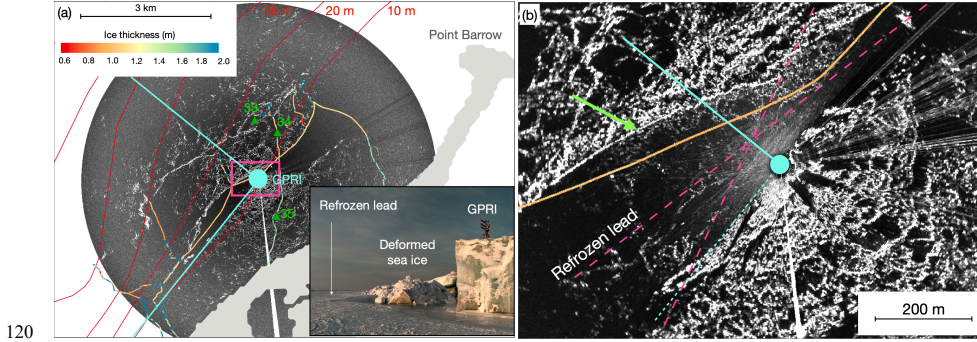 (a)
3 km
Ice thickness (m)
0.6 0.8 1.0 1.2 1.4 1.6 1.8 2.0
20 m
10 m
Point Barrow
33
34
GPRI
35
Refrozen lead
Deformed
sea ice
GPRI
(b)
Refrozen lead
200 m
120